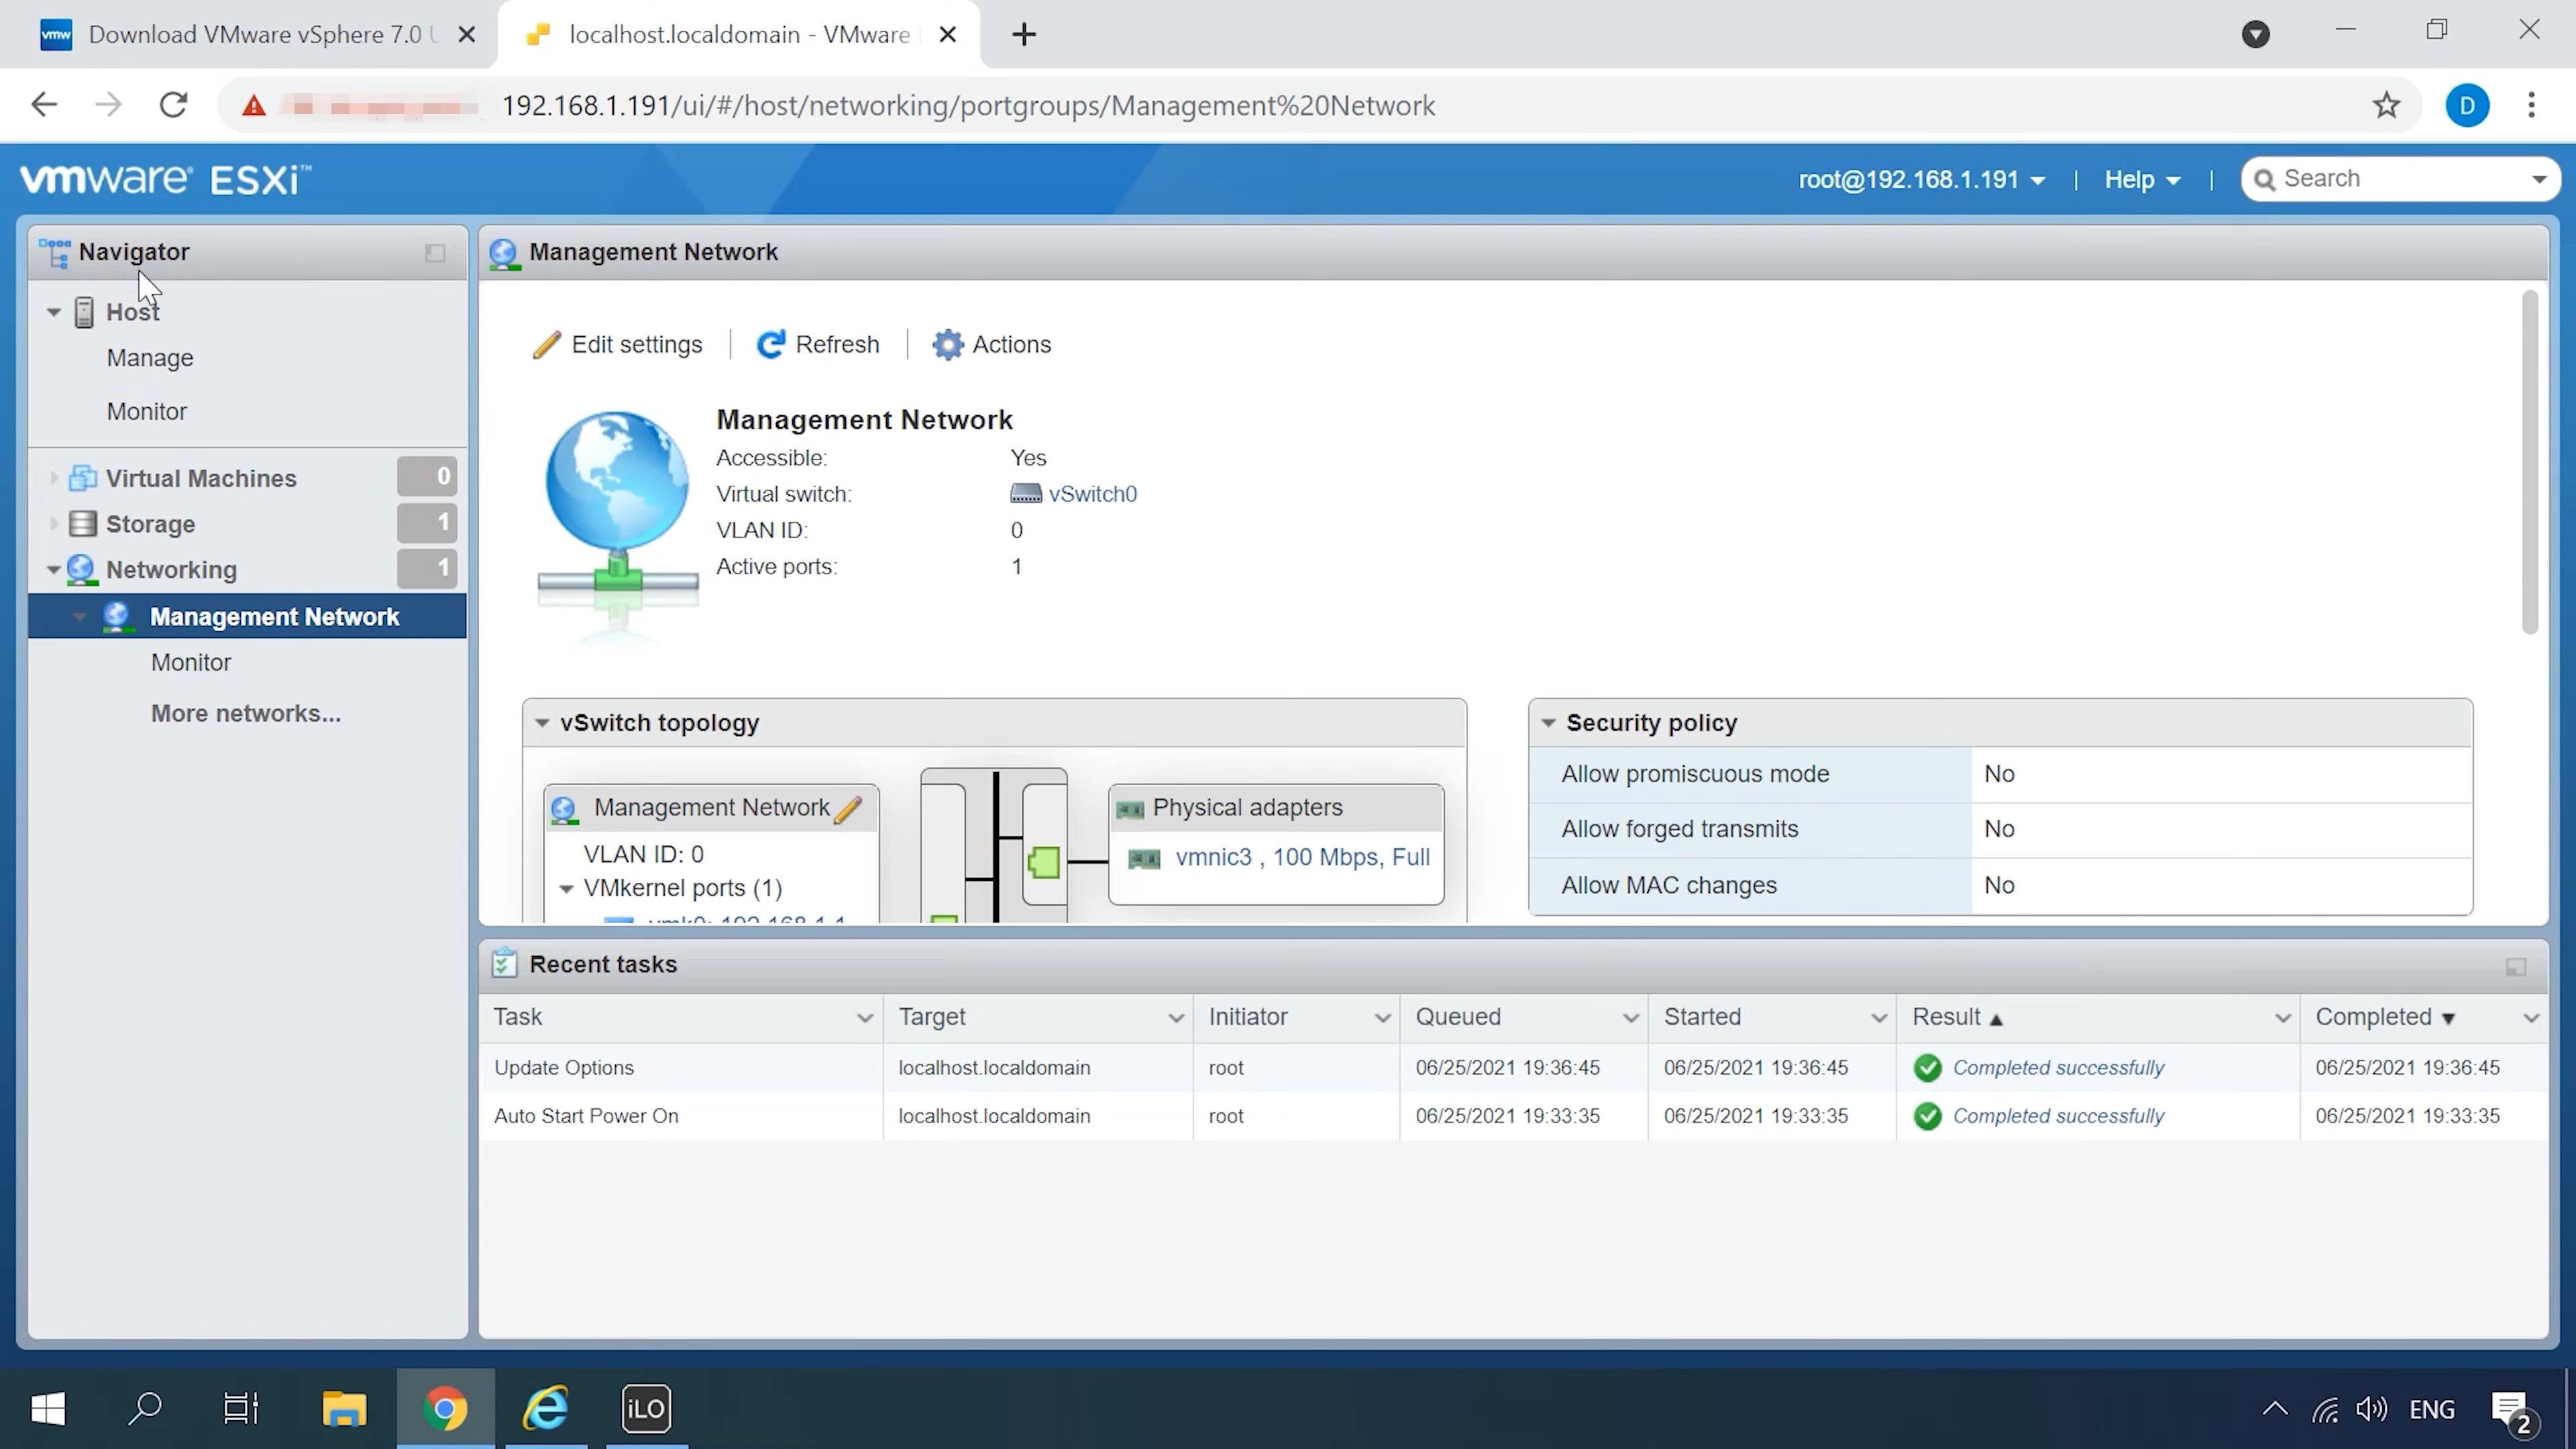 vmw Download VMware vSphere 7.0 U
localhost.localdomain - VMware
192.168.1.191/ui/#/host/networking/portgroups/Management%20Network
D
vmware® ESXi™
root@192.168.1.191 | Help | Search
Navigator
Host
Manage
Monitor
Virtual Machines 0
Storage 1
Networking 1
Management Network
Monitor
More networks...
Management Network
Edit settings | Refresh | Actions
Management Network
Accessible: Yes
Virtual switch: vSwitch0
VLAN ID: 0
Active ports: 1
vSwitch topology
Management Network
VLAN ID: 0
VMkernel ports (1)
vmk0: 192.168.1.1
Physical adapters
vmnic3 , 100 Mbps, Full
Security policy
Allow promiscuous mode No
Allow forged transmits No
Allow MAC changes No
Recent tasks
Task Target Initiator Queued Started Result Completed
Update Options localhost.localdomain root 06/25/2021 19:36:45 06/25/2021 19:36:45 Completed successfully 06/25/2021 19:36:45
Auto Start Power On localhost.localdomain root 06/25/2021 19:33:35 06/25/2021 19:33:35 Completed successfully 06/25/2021 19:33:35
iLO
ENG
2